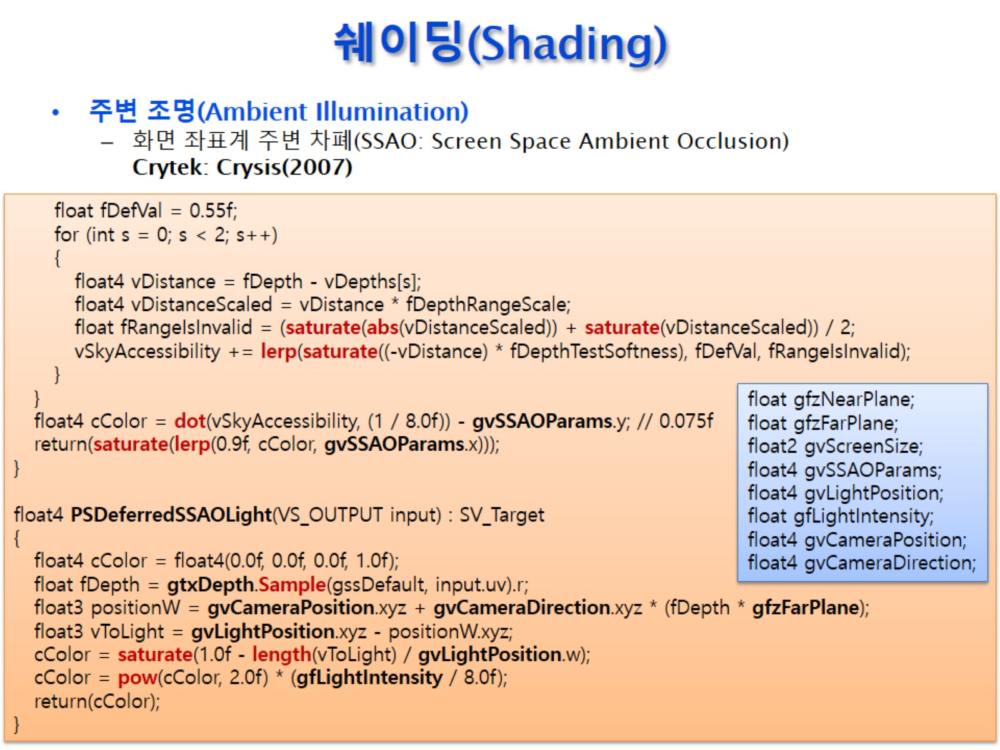 쉐이딩(Shading)
• 주변 조명(Ambient Illumination)
– 화면 좌표계 주변 차폐(SSAO: Screen Space Ambient Occlusion)
Crytek: Crysis(2007)
float fDefVal = 0.55f;
for (int s = 0; s < 2; s++)
{
float4 vDistance = fDepth - vDepths[s];
float4 vDistanceScaled = vDistance * fDepthRangeScale;
float fRangeIsInvalid = (saturate(abs(vDistanceScaled)) + saturate(vDistanceScaled)) / 2;
vSkyAccessibility += lerp(saturate((-vDistance) * fDepthTestSoftness), fDefVal, fRangeIsInvalid);
}
}
float4 cColor = dot(vSkyAccessibility, (1 / 8.0f)) - gvSSAOParams.y; // 0.075f
return(saturate(lerp(0.9f, cColor, gvSSAOParams.x)));
}
float4 PSDeferredSSAOLight(VS_OUTPUT input) : SV_Target
{
float4 cColor = float4(0.0f, 0.0f, 0.0f, 1.0f);
float fDepth = gtxDepth.Sample(gssDefault, input.uv).r;
float3 positionW = gvCameraPosition.xyz + gvCameraDirection.xyz * (fDepth * gfzFarPlane);
float3 vToLight = gvLightPosition.xyz - positionW.xyz;
cColor = saturate(1.0f - length(vToLight) / gvLightPosition.w);
cColor = pow(cColor, 2.0f) * (gfLightIntensity / 8.0f);
return(cColor);
}
float gfzNearPlane;
float gfzFarPlane;
float2 gvScreenSize;
float4 gvSSAOParams;
float4 gvLightPosition;
float gfLightIntensity;
float4 gvCameraPosition;
float4 gvCameraDirection;